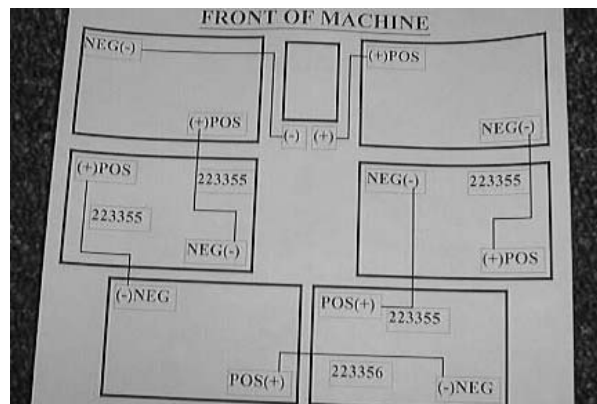 FRONT OF MACHINE
NEG(-)
(+)POS
(+)POS
NEG(-)
(-) (+)
(+)POS
223355
NEG(-)
223355
223355
NEG(-)
(+)POS
(-)NEG
POS(+)
223355
POS(+)
223356
(-)NEG